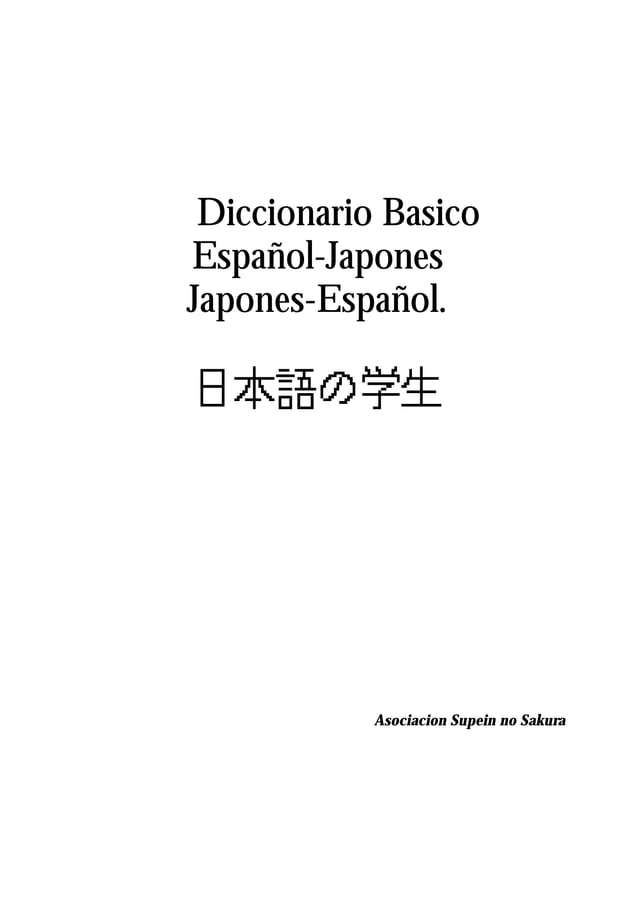 Diccionario Basico
Español-Japones
Japones-Español.
日本語の学生
Asociacion Supein no Sakura